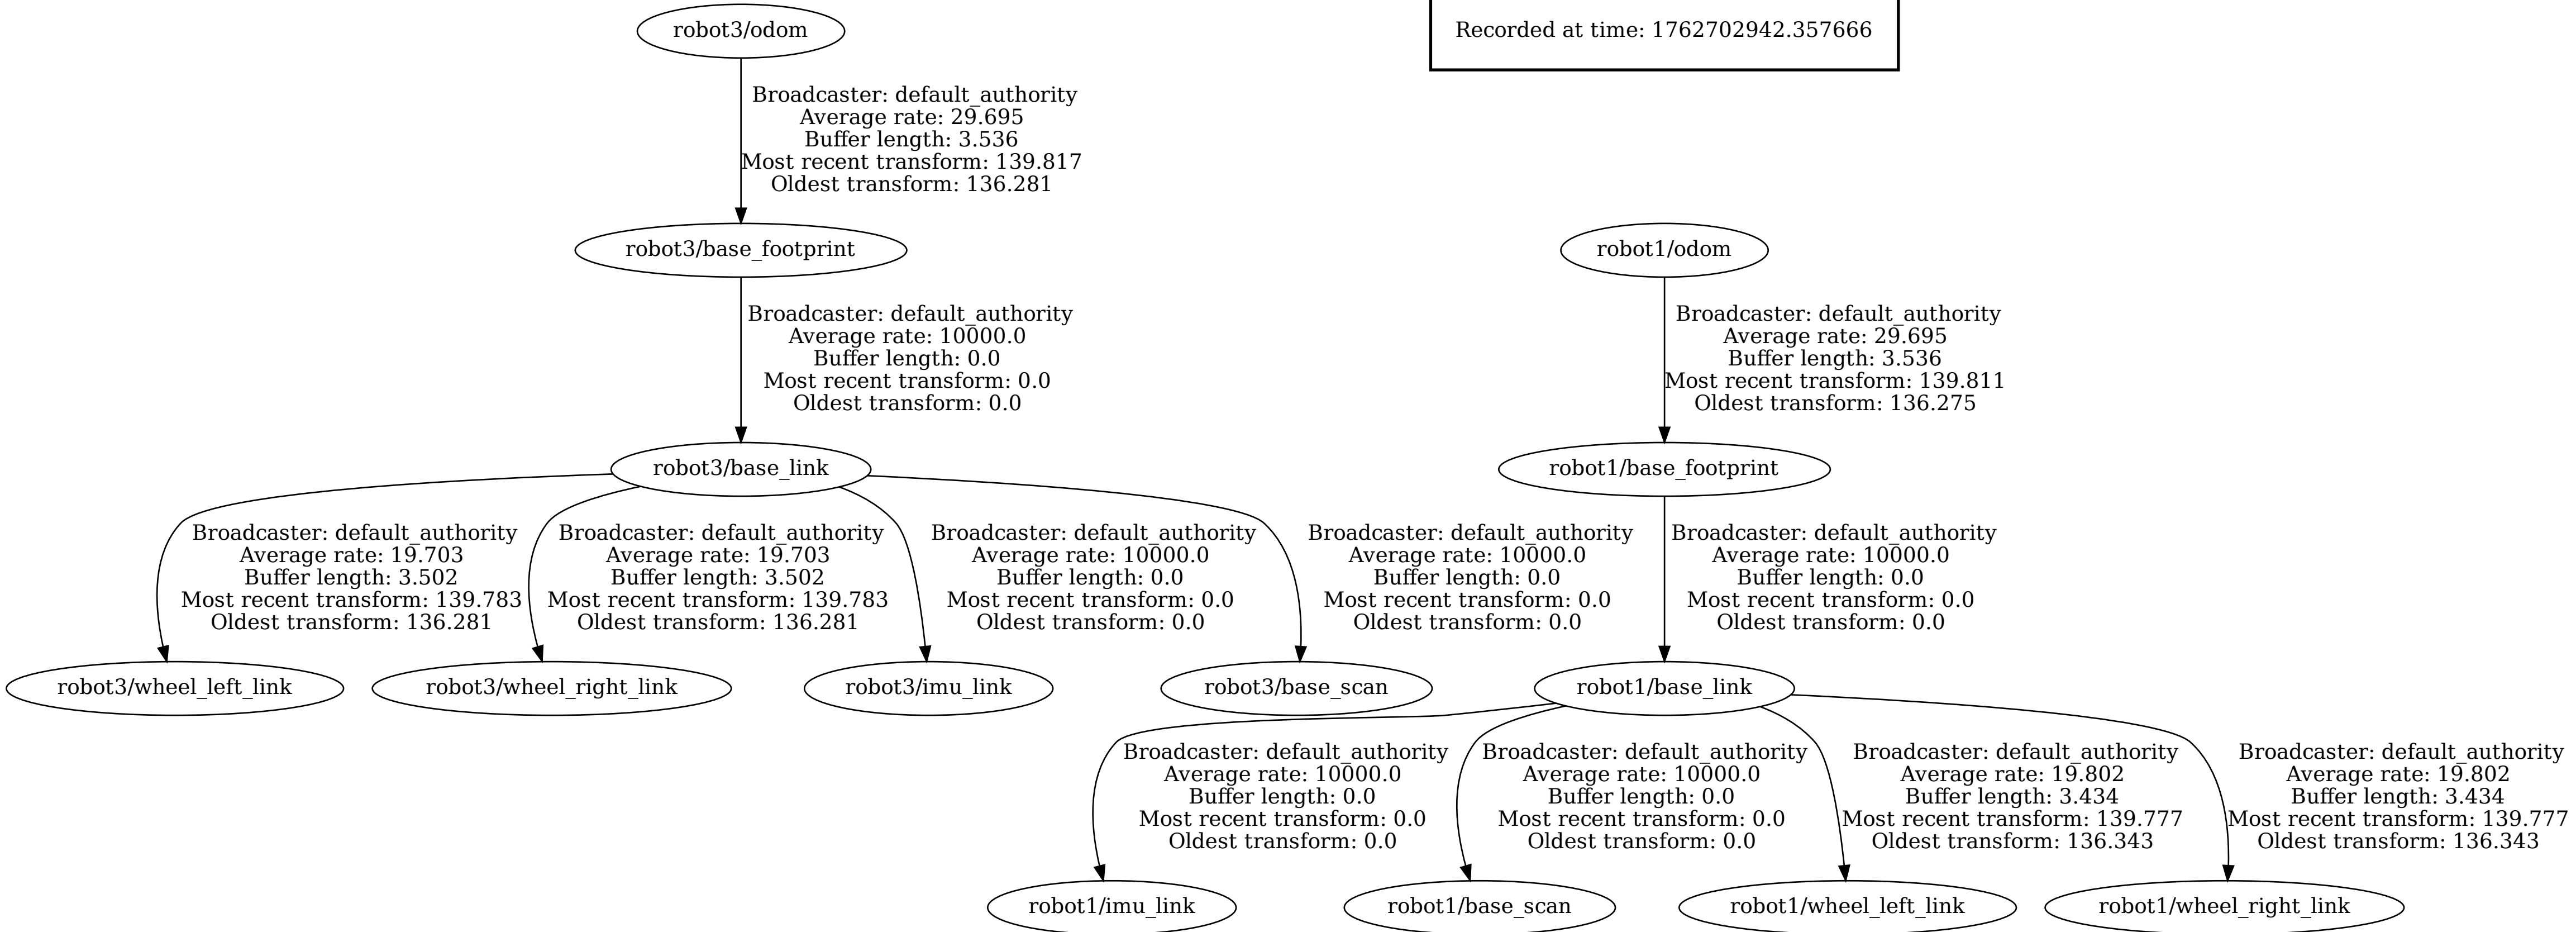 robot3/odom
Recorded at time: 1762702942.357666
Broadcaster: default_authority
Average rate: 29.695
Buffer length: 3.536
Most recent transform: 139.817
Oldest transform: 136.281
robot3/base_footprint
robot1/odom
Broadcaster: default_authority
Average rate: 10000.0
Buffer length: 0.0
Most recent transform: 0.0
Oldest transform: 0.0
Broadcaster: default_authority
Average rate: 29.695
Buffer length: 3.536
Most recent transform: 139.811
Oldest transform: 136.275
robot3/base_link
robot1/base_footprint
Broadcaster: default_authority
Average rate: 19.703
Buffer length: 3.502
Most recent transform: 139.783
Oldest transform: 136.281
Broadcaster: default_authority
Average rate: 19.703
Buffer length: 3.502
Most recent transform: 139.783
Oldest transform: 136.281
Broadcaster: default_authority
Average rate: 10000.0
Buffer length: 0.0
Most recent transform: 0.0
Oldest transform: 0.0
Broadcaster: default_authority
Average rate: 10000.0
Buffer length: 0.0
Most recent transform: 0.0
Oldest transform: 0.0
Broadcaster: default_authority
Average rate: 10000.0
Buffer length: 0.0
Most recent transform: 0.0
Oldest transform: 0.0
robot3/wheel_left_link
robot3/wheel_right_link
robot3/imu_link
robot3/base_scan
robot1/base_link
Broadcaster: default_authority
Average rate: 10000.0
Buffer length: 0.0
Most recent transform: 0.0
Oldest transform: 0.0
Broadcaster: default_authority
Average rate: 10000.0
Buffer length: 0.0
Most recent transform: 0.0
Oldest transform: 0.0
Broadcaster: default_authority
Average rate: 19.802
Buffer length: 3.434
Most recent transform: 139.777
Oldest transform: 136.343
Broadcaster: default_authority
Average rate: 19.802
Buffer length: 3.434
Most recent transform: 139.777
Oldest transform: 136.343
robot1/imu_link
robot1/base_scan
robot1/wheel_left_link
robot1/wheel_right_link